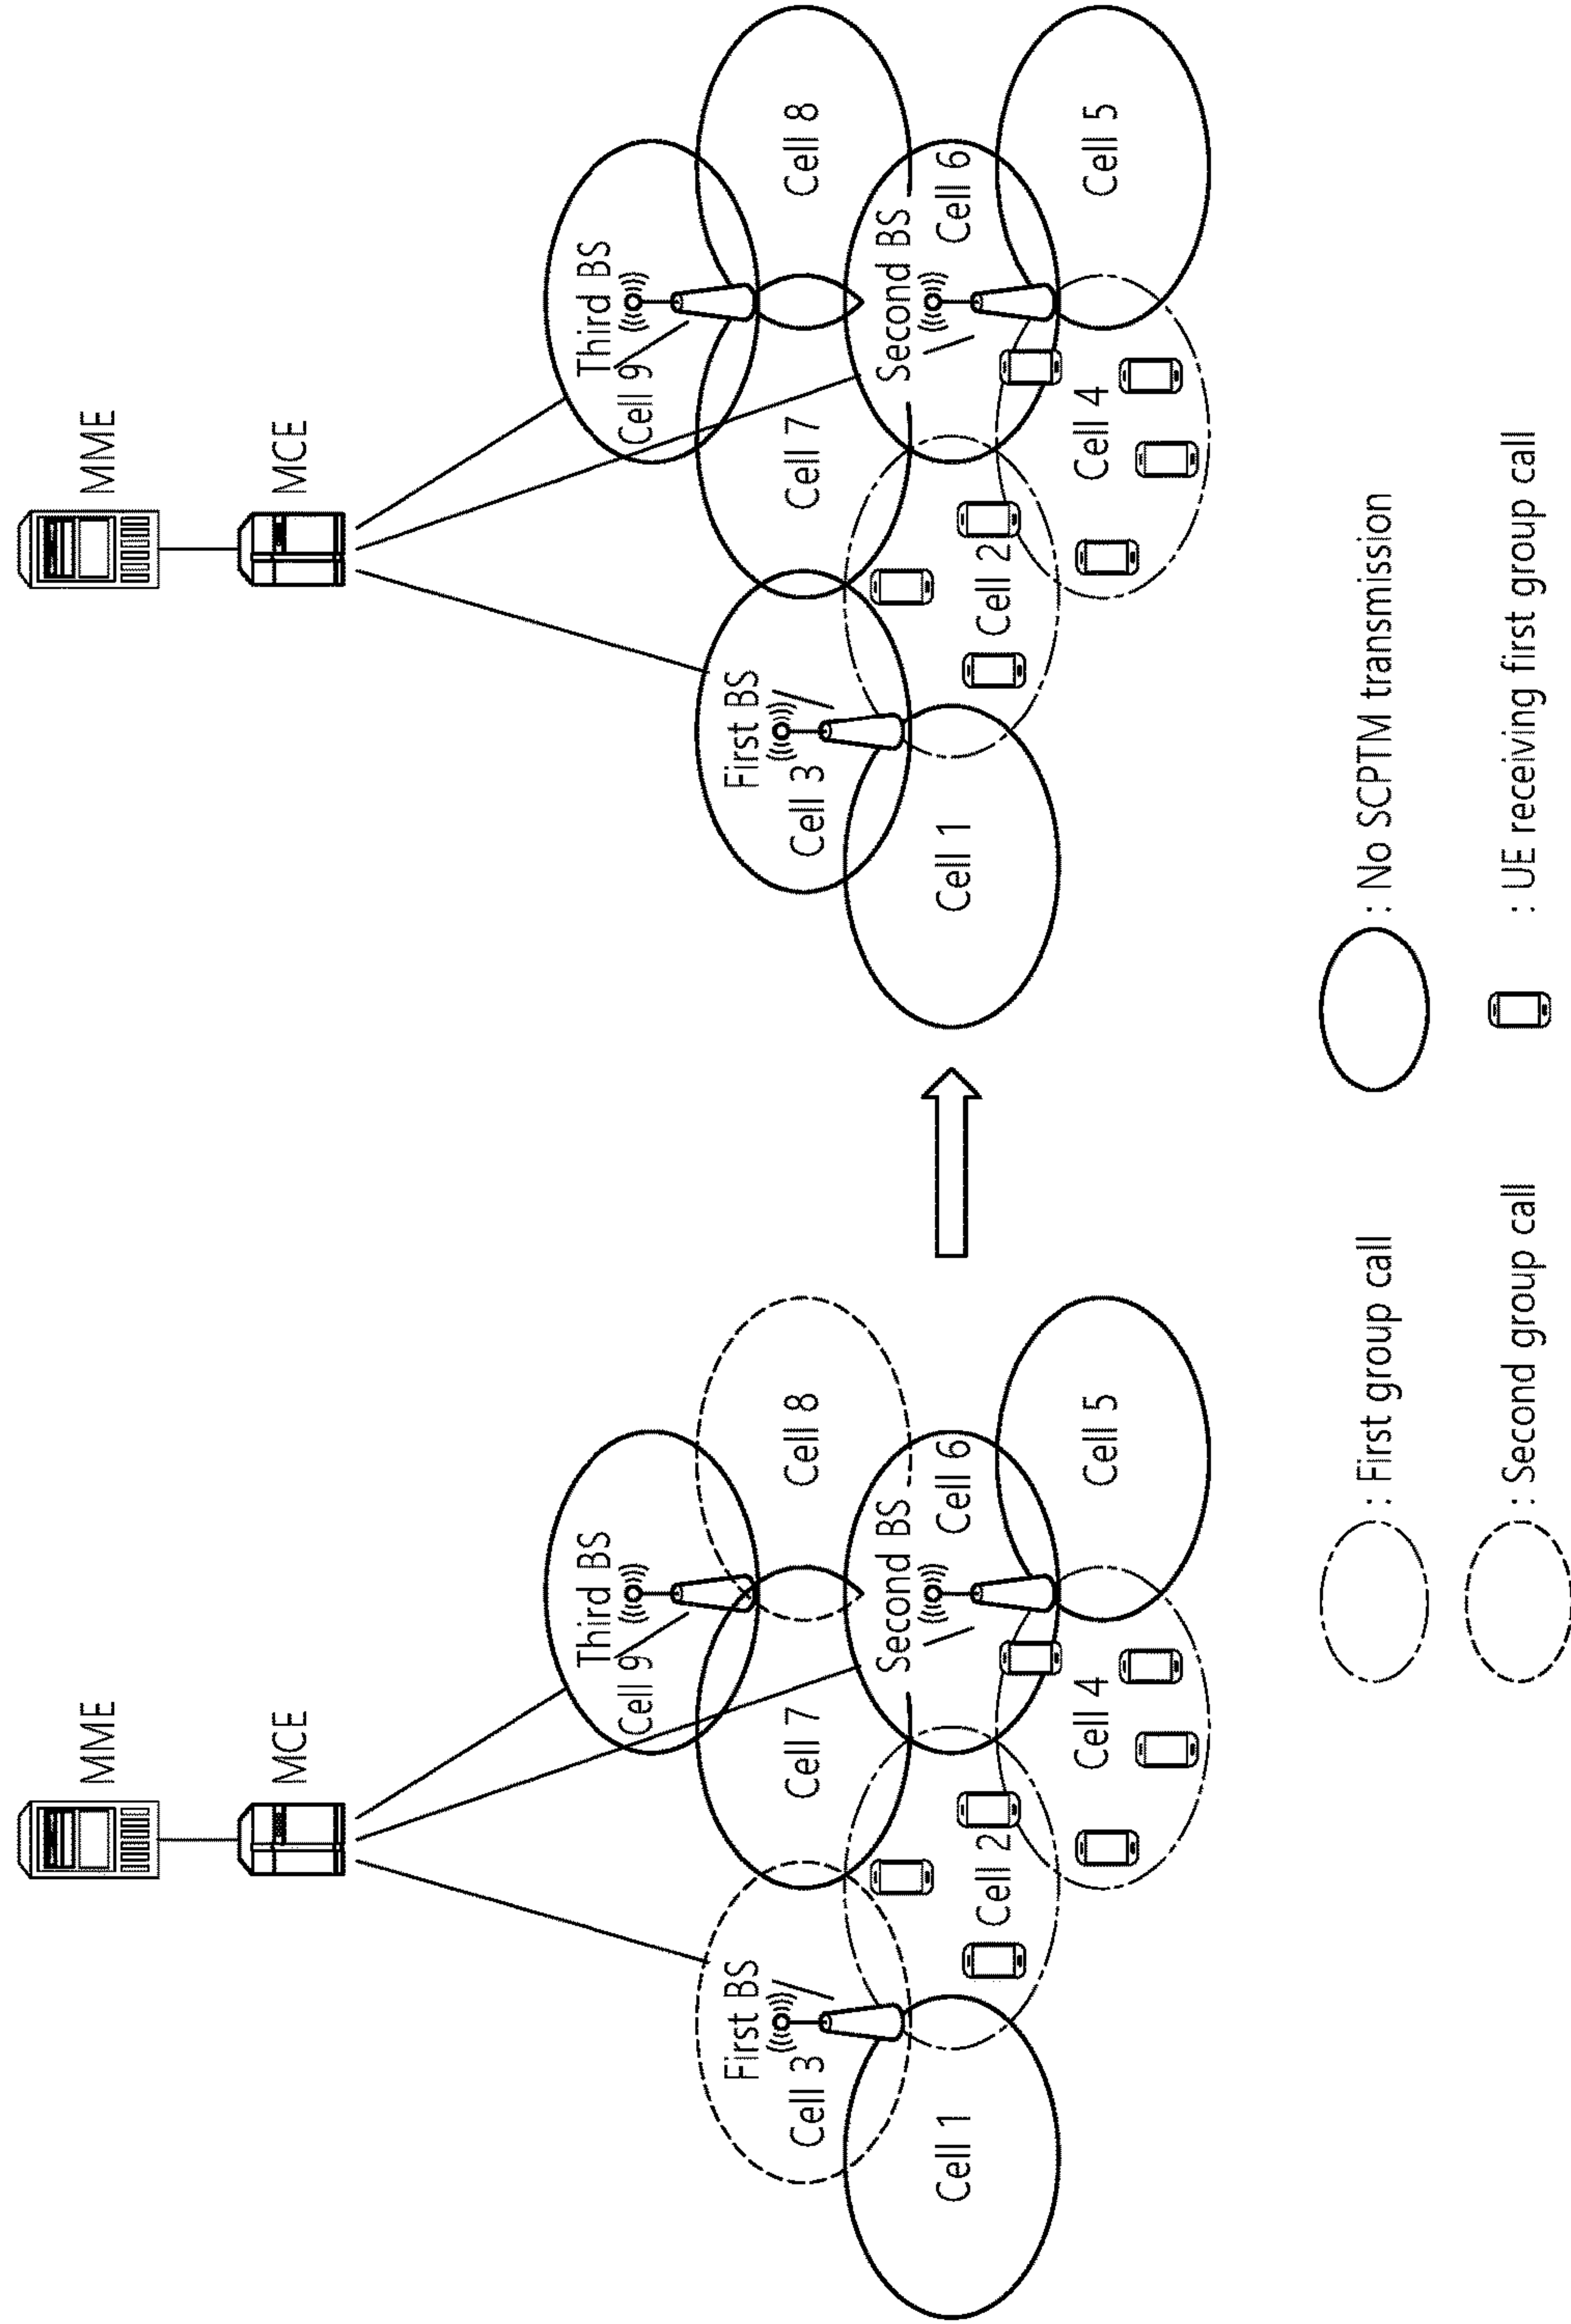 MME
MCE
Third BS
Cell 9
First BS
Cell 3
Cell 7
Cell 8
Second BS
Cell 6
Cell 1
Cell 2
Cell 4
Cell 5
MME
MCE
Third BS
Cell 9
First BS
Cell 3
Cell 7
Cell 8
Second BS
Cell 6
Cell 1
Cell 2
Cell 4
Cell 5
: First group call
: No SCPTM transmission
: Second group call
: UE receiving first group call